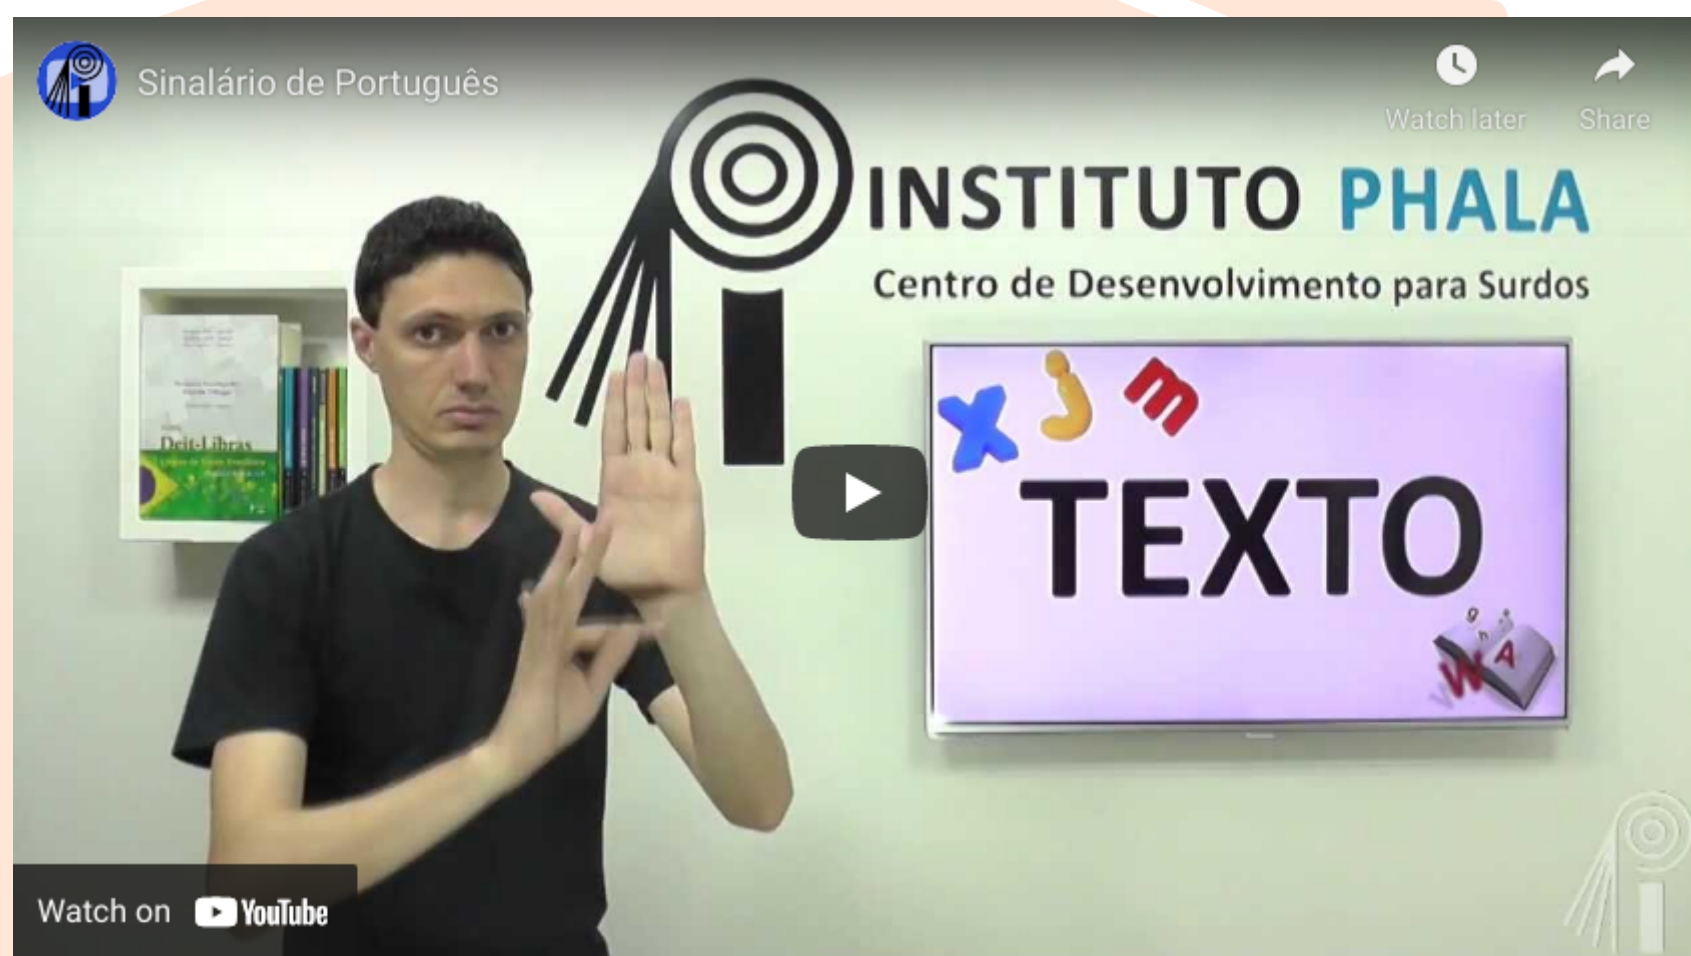 Sinalário de Português
Watch later
Share
INSTITUTO PHALA
Centro de Desenvolvimento para Surdos
Deit-Libras
X J m
TEXTO
W A
Watch on YouTube